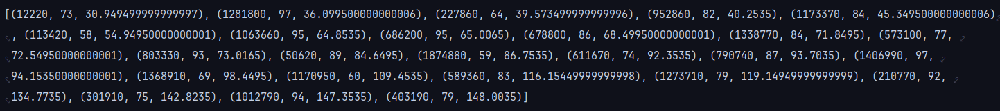 [(12220, 73, 30.949499999999997), (1281800, 97, 36.099500000000006), (227860, 64, 39.573499999999996), (952860, 82, 40.2535), (1173370, 84, 45.349500000000006)
, (113420, 58, 54.94950000000001), (1063660, 95, 64.8535), (686200, 95, 65.0065), (678800, 86, 68.49950000000001), (1338770, 84, 71.8495), (573100, 77,
72.54950000000001), (803330, 93, 73.0165), (50620, 89, 84.6495), (1874880, 59, 86.7535), (611670, 74, 92.3535), (790740, 87, 93.7035), (1406990, 97,
94.15350000000001), (1368910, 69, 98.4495), (1170950, 60, 109.4535), (589360, 83, 116.15449999999998), (1273710, 79, 119.14949999999999), (210770, 92,
134.7735), (301910, 75, 142.8235), (1012790, 94, 147.3535), (403190, 79, 148.0035)]